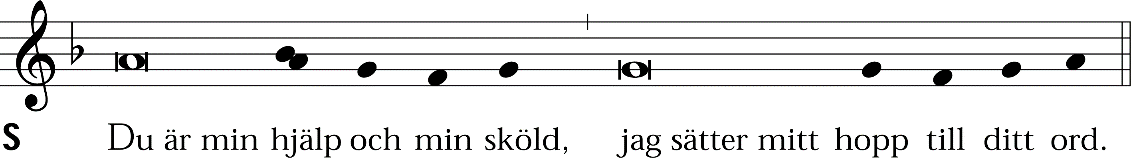 S Du är min hjälp och min sköld, jag sätter mitt hopp till ditt ord.